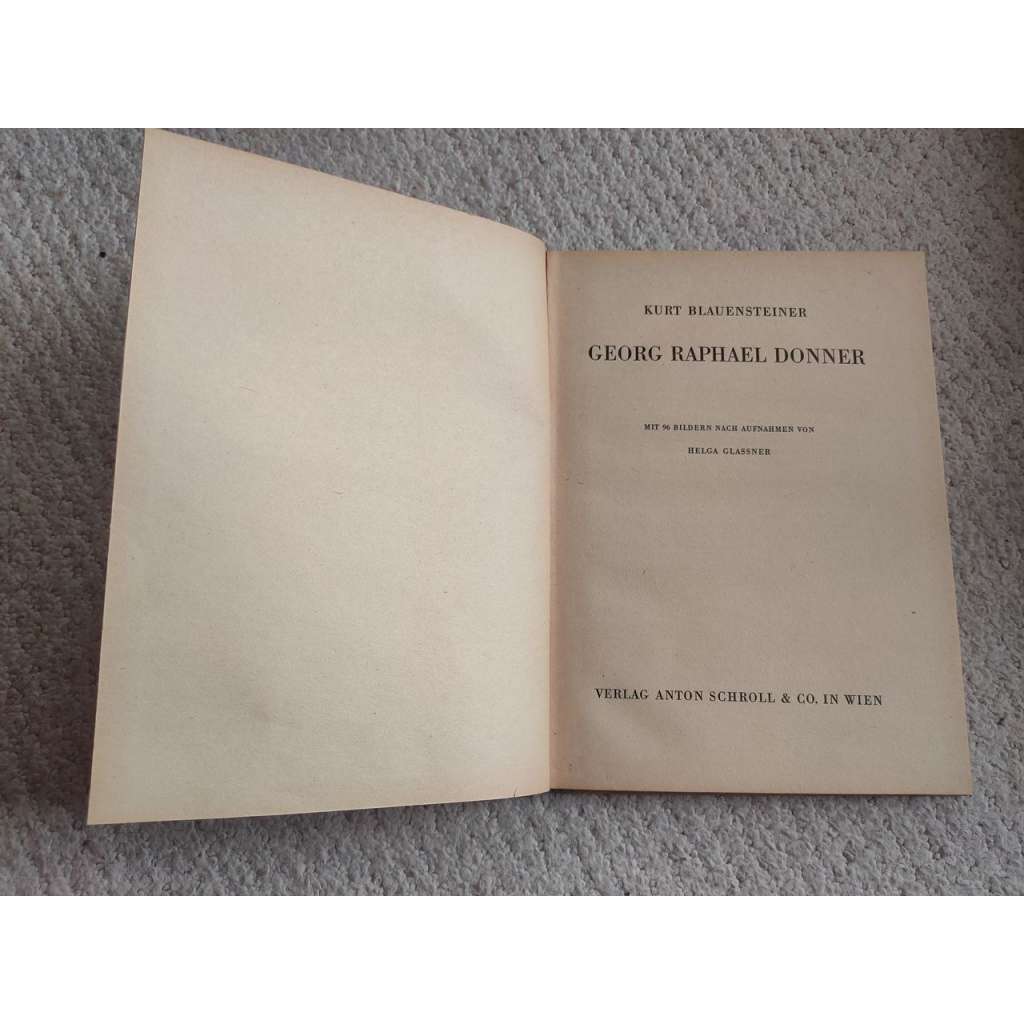 KURT BLAUENSTEINER
GEORG RAPHAEL DONNER
MIT 96 BILDERN NACH AUFNAHMEN VON
HELGA GLASSNER
VERLAG ANTON SCHROLL & CO. IN WIEN